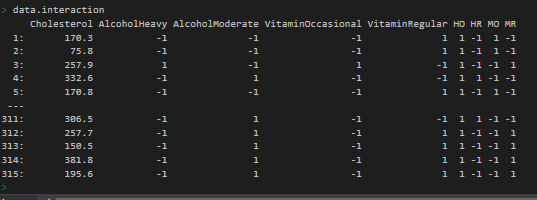 > data.interaction
Cholesterol AlcoholHeavy AlcoholModerate VitaminOccasional VitaminRegular HO HR MO MR
1: 170.3 -1 -1 -1 1 1 -1 1 -1
2: 75.8 -1 -1 -1 1 1 -1 1 -1
3: 257.9 1 -1 1 -1 1 -1 -1 1
4: 332.6 -1 1 -1 1 1 -1 -1 1
5: 170.8 -1 -1 -1 1 1 -1 1 -1
---
311: 306.5 -1 1 -1 -1 1 1 -1 -1
312: 257.7 -1 1 -1 1 1 -1 -1 1
313: 150.5 -1 1 -1 1 1 -1 -1 1
314: 381.8 -1 1 -1 1 1 -1 -1 1
315: 195.6 -1 1 -1 1 1 -1 -1 1
>